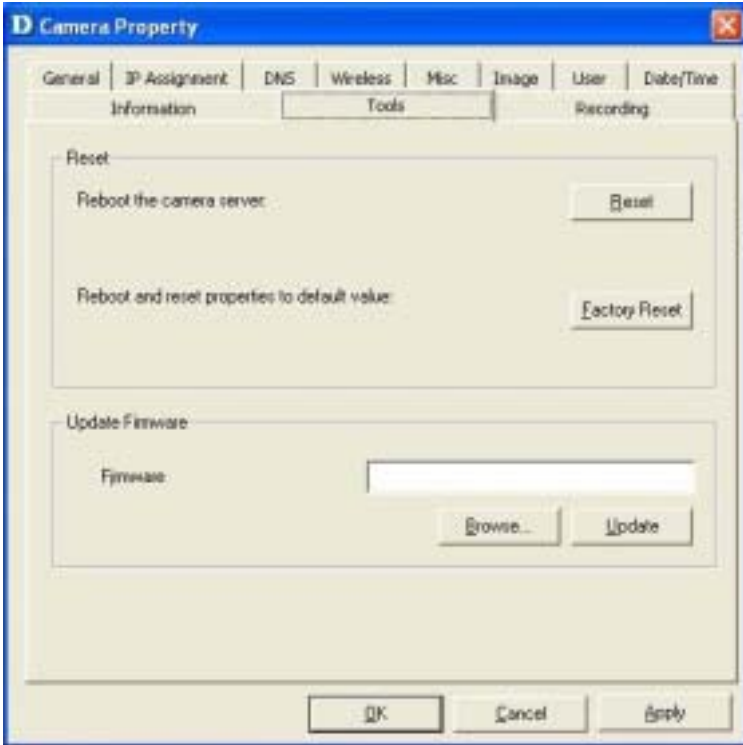 D Camera Property
General IP Assignment DNS Wireless Misc Image User Date/Time
Information Tools Recording
Reset
Reboot the camera server:
Reset
Reboot and reset properties to default value:
Factory Reset
Update Firmware
Firmware
Browse... Update
OK Cancel Apply